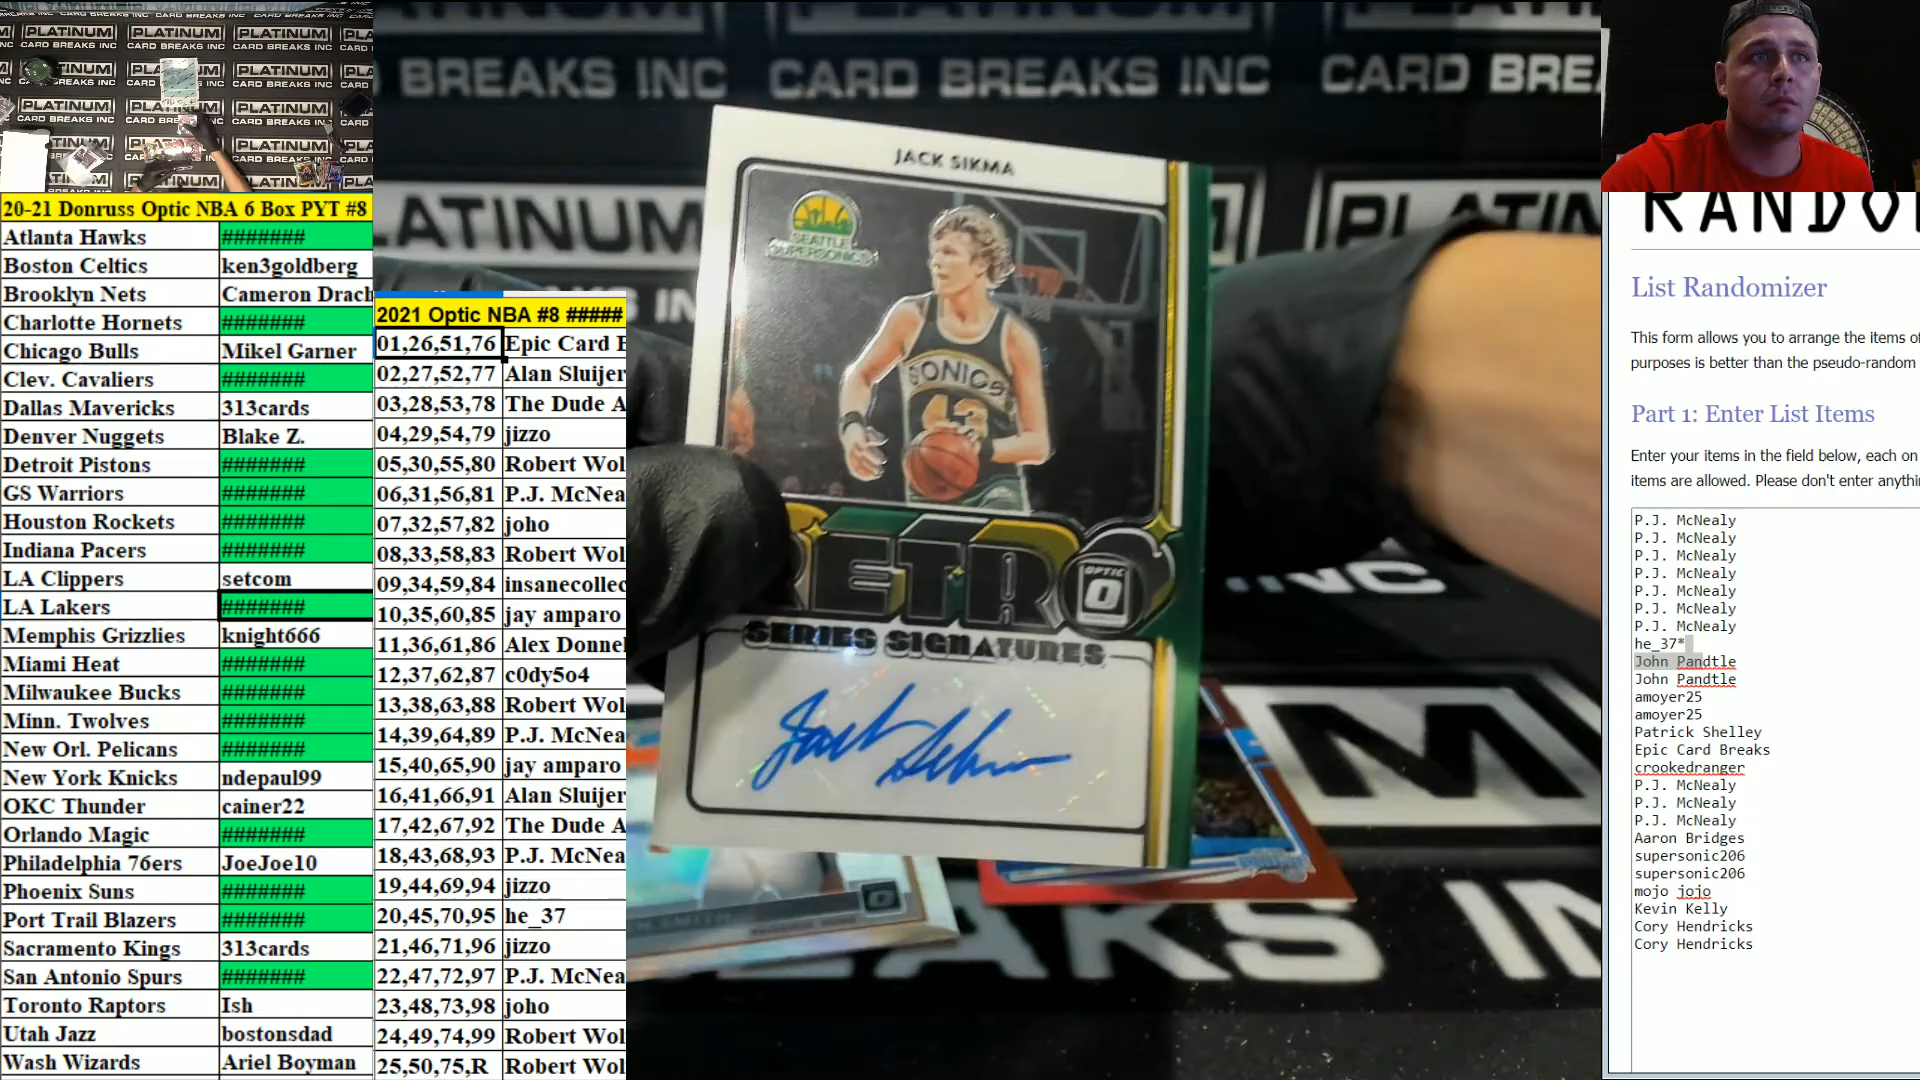 PLATINUM
CARD BREAKS INC
BREAKS INC CARD BREAKS INC CARD BRE
20-21 Donruss Optic NBA 6 Box PYT #8
Atlanta Hawks #######
Boston Celtics ken3goldberg
Brooklyn Nets Cameron Drach
Charlotte Hornets #######
Chicago Bulls Mikel Garner
Clev. Cavaliers #######
Dallas Mavericks 313cards
Denver Nuggets Blake Z.
Detroit Pistons #######
GS Warriors #######
Houston Rockets #######
Indiana Pacers #######
LA Clippers setcom
LA Lakers #######
Memphis Grizzlies knight666
Miami Heat #######
Milwaukee Bucks #######
Minn. Twolves #######
New Orl. Pelicans #######
New York Knicks ndepaul99
OKC Thunder cainer22
Orlando Magic #######
Philadelphia 76ers JoeJoe10
Phoenix Suns #######
Port Trail Blazers #######
Sacramento Kings 313cards
San Antonio Spurs #######
Toronto Raptors Ish
Utah Jazz bostonsdad
Wash Wizards Ariel Boyman
2021 Optic NBA #8 #####
01,26,51,76 Epic Card
02,27,52,77 Alan Sluijer
03,28,53,78 The Dude A
04,29,54,79 jizzo
05,30,55,80 Robert Wol
06,31,56,81 P.J. McNea
07,32,57,82 joho
08,33,58,83 Robert Wol
09,34,59,84 insanecollec
10,35,60,85 jay amparo
11,36,61,86 Alex Donnel
12,37,62,87 c0dy5o4
13,38,63,88 Robert Wol
14,39,64,89 P.J. McNea
15,40,65,90 jay amparo
16,41,66,91 Alan Sluijer
17,42,67,92 The Dude A
18,43,68,93 P.J. McNea
19,44,69,94 jizzo
20,45,70,95 he_37
21,46,71,96 jizzo
22,47,72,97 P.J. McNea
23,48,73,98 joho
24,49,74,99 Robert Wol
25,50,75,R Robert Wol
JACK SIKMA
SEATTLE
SUPERSONICS
SONICS
43
RETRO
OPTIC
SERIES SIGNATURES
Jack Sikma
RANDO
List Randomizer
This form allows you to arrange the items of
purposes is better than the pseudo-random
Part 1: Enter List Items
Enter your items in the field below, each on
items are allowed. Please don't enter anythi
P.J. McNealy
P.J. McNealy
P.J. McNealy
P.J. McNealy
P.J. McNealy
P.J. McNealy
P.J. McNealy
he_37*
John Pandtle
John Pandtle
amoyer25
amoyer25
Patrick Shelley
Epic Card Breaks
crookedranger
P.J. McNealy
P.J. McNealy
P.J. McNealy
Aaron Bridges
supersonic206
supersonic206
mojo jojo
Kevin Kelly
Cory Hendricks
Cory Hendricks